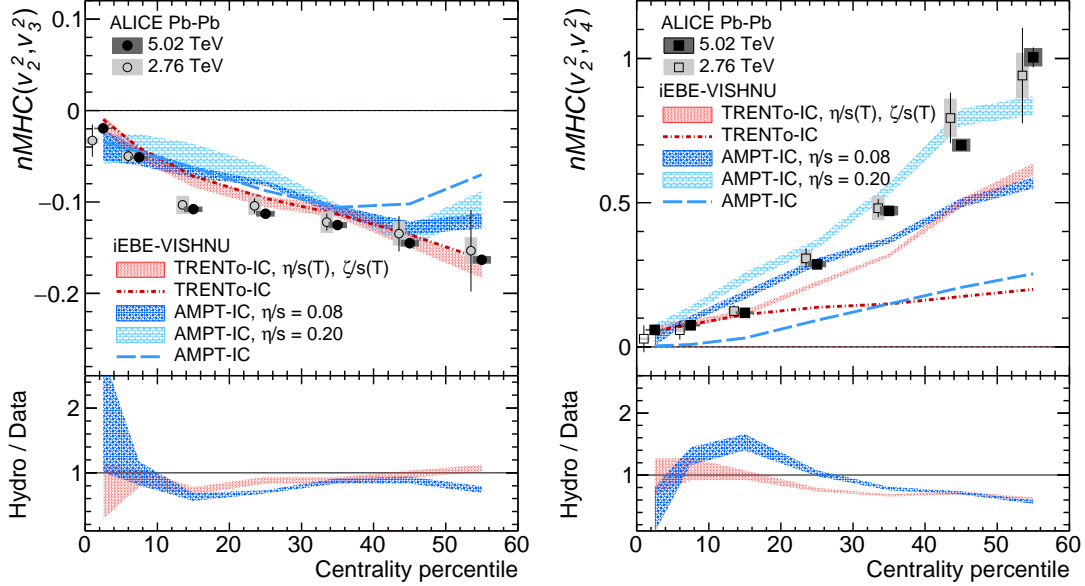 nMHC(v₂², v₃²)
0.1
0
−0.1
−0.2
ALICE Pb-Pb
5.02 TeV
2.76 TeV
iEBE-VISHNU
TRENTo-IC, η/s(T), ζ/s(T)
TRENTo-IC
AMPT-IC, η/s = 0.08
AMPT-IC, η/s = 0.20
AMPT-IC
Hydro / Data
2
1
0 10 20 30 40 50 60
Centrality percentile
nMHC(v₂², v₄²)
1
0.5
0
ALICE Pb-Pb
5.02 TeV
2.76 TeV
iEBE-VISHNU
TRENTo-IC, η/s(T), ζ/s(T)
TRENTo-IC
AMPT-IC, η/s = 0.08
AMPT-IC, η/s = 0.20
AMPT-IC
Hydro / Data
2
1
0 10 20 30 40 50 60
Centrality percentile